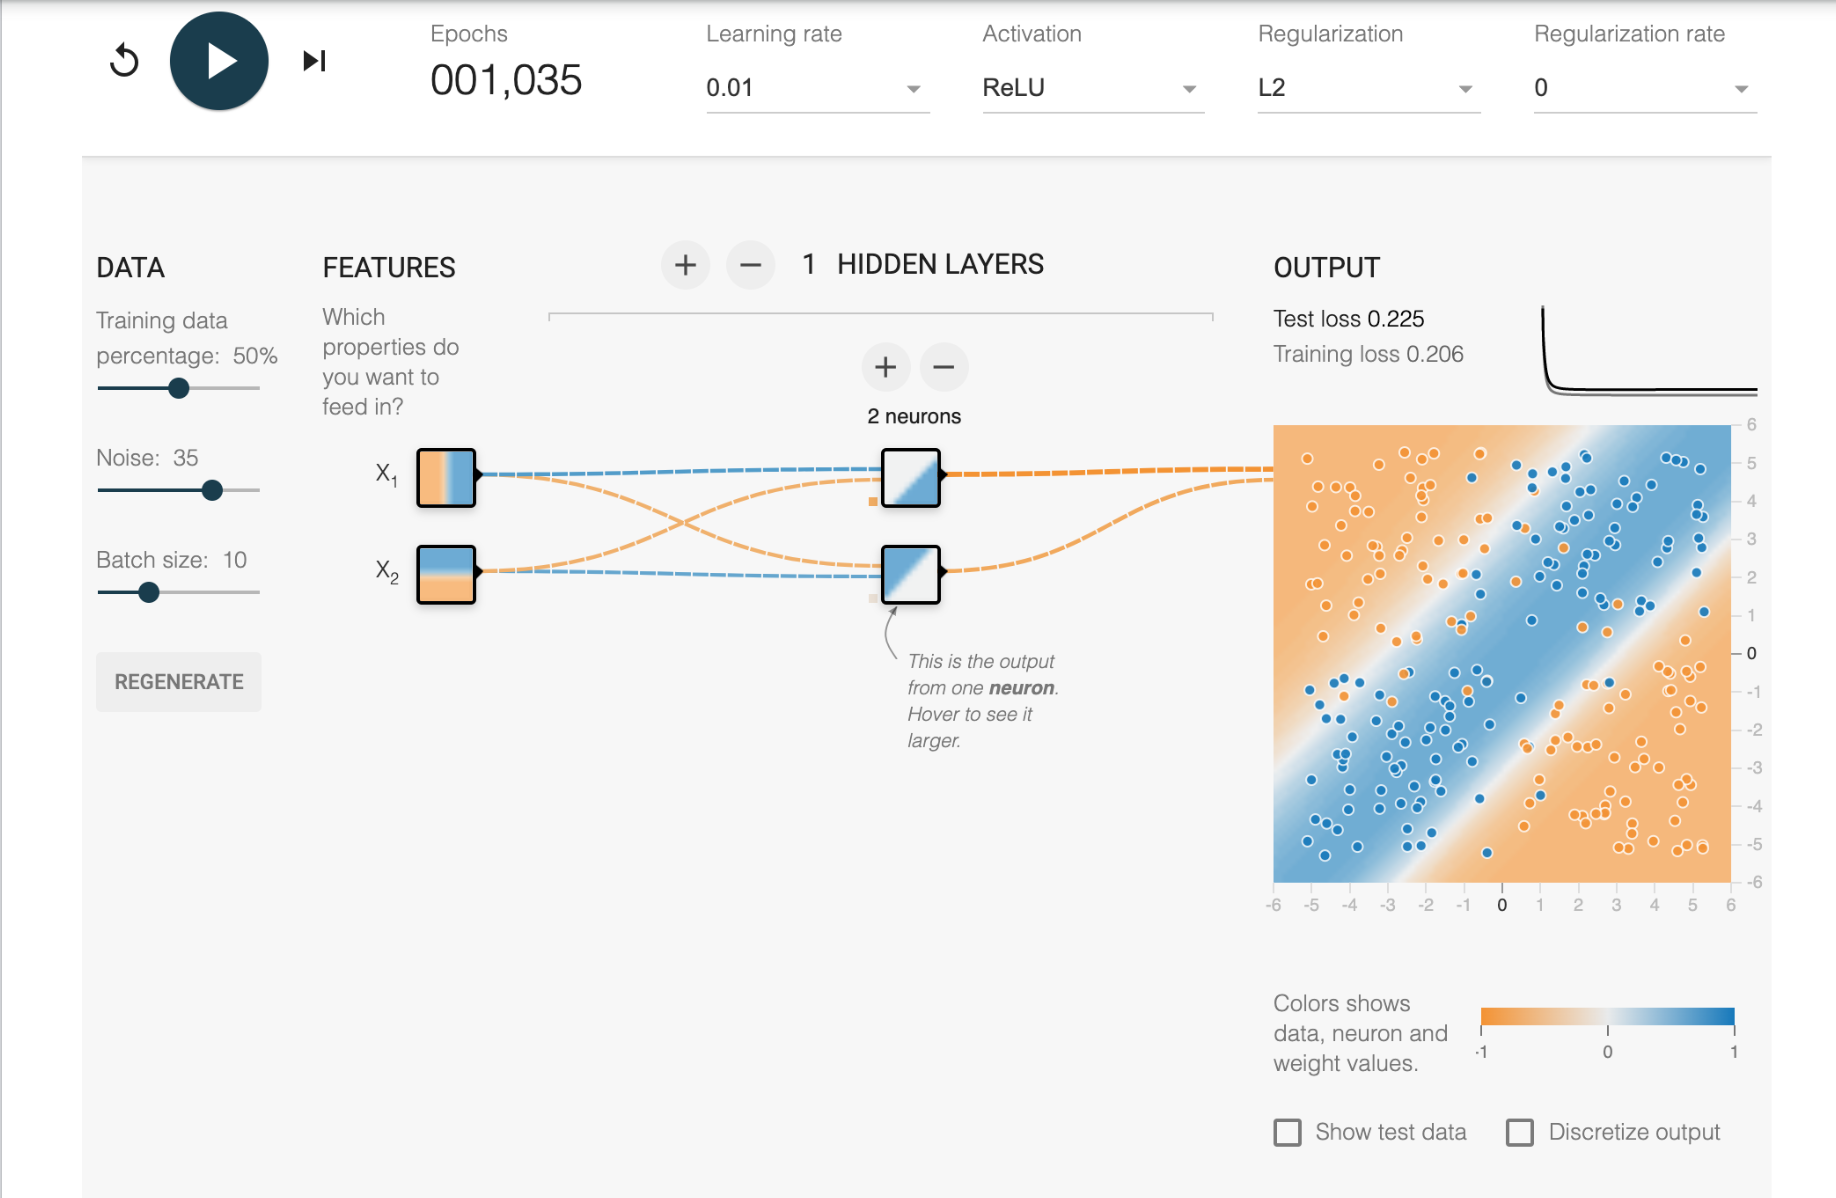 Epochs
001,035
Learning rate
0.01
Activation
ReLU
Regularization
L2
Regularization rate
0
DATA
Training data
percentage: 50%
Noise: 35
Batch size: 10
REGENERATE
FEATURES
Which
properties do
you want to
feed in?
X1
X2
+ − 1 HIDDEN LAYERS
+ −
2 neurons
This is the output
from one neuron.
Hover to see it
larger.
OUTPUT
Test loss 0.225
Training loss 0.206
6
5
4
3
2
1
0
-1
-2
-3
-4
-5
-6
-6 -5 -4 -3 -2 -1 0 1 2 3 4 5 6
Colors shows
data, neuron and
weight values.
-1 0 1
Show test data
Discretize output